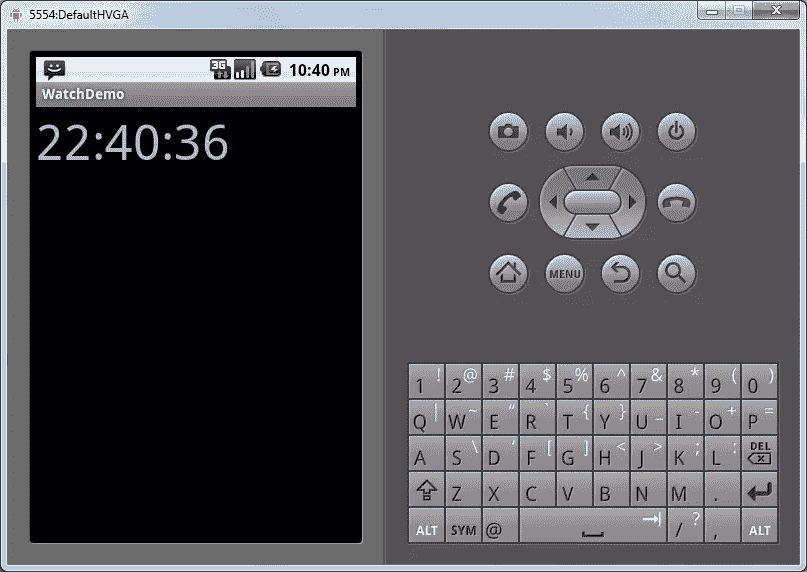 5554:DefaultHVGA
3G 10:40 PM
WatchDemo
22:40:36
MENU
1 ! 2 @ 3 # 4 $ 5 % 6 ^ 7 & 8 * 9 ( 0 )
Q | W ~ E “ R ` T { Y } U _ I - O + P =
A S \ D ' F [ G ] H < J > K ; L : DEL
Z X C V B N M .
ALT SYM @ / ? , ALT